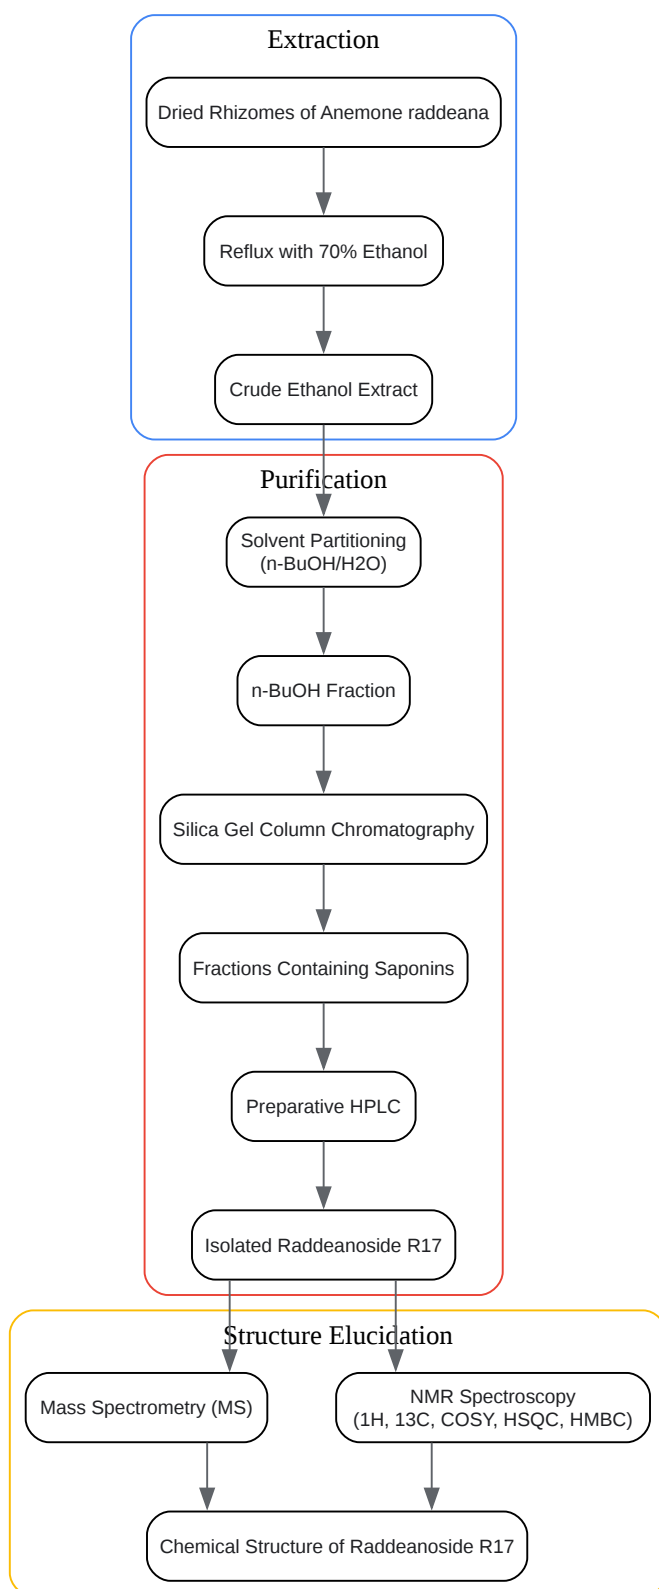 Extraction
Dried Rhizomes of Anemone raddeana
Reflux with 70% Ethanol
Crude Ethanol Extract
Purification
Solvent Partitioning
(n-BuOH/H2O)
n-BuOH Fraction
Silica Gel Column Chromatography
Fractions Containing Saponins
Preparative HPLC
Isolated Raddeanoside R17
Structure Elucidation
Mass Spectrometry (MS)
NMR Spectroscopy
(1H, 13C, COSY, HSQC, HMBC)
Chemical Structure of Raddeanoside R17